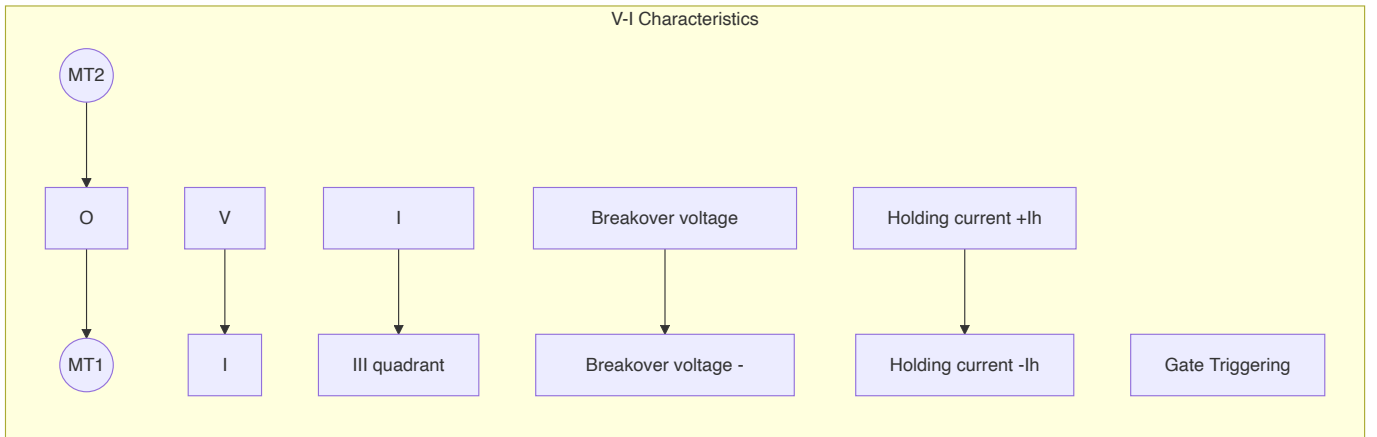 V-I Characteristics
MT2
O
V
I
Breakover voltage
Holding current +Ih
MT1
I
III quadrant
Breakover voltage -
Holding current -Ih
Gate Triggering